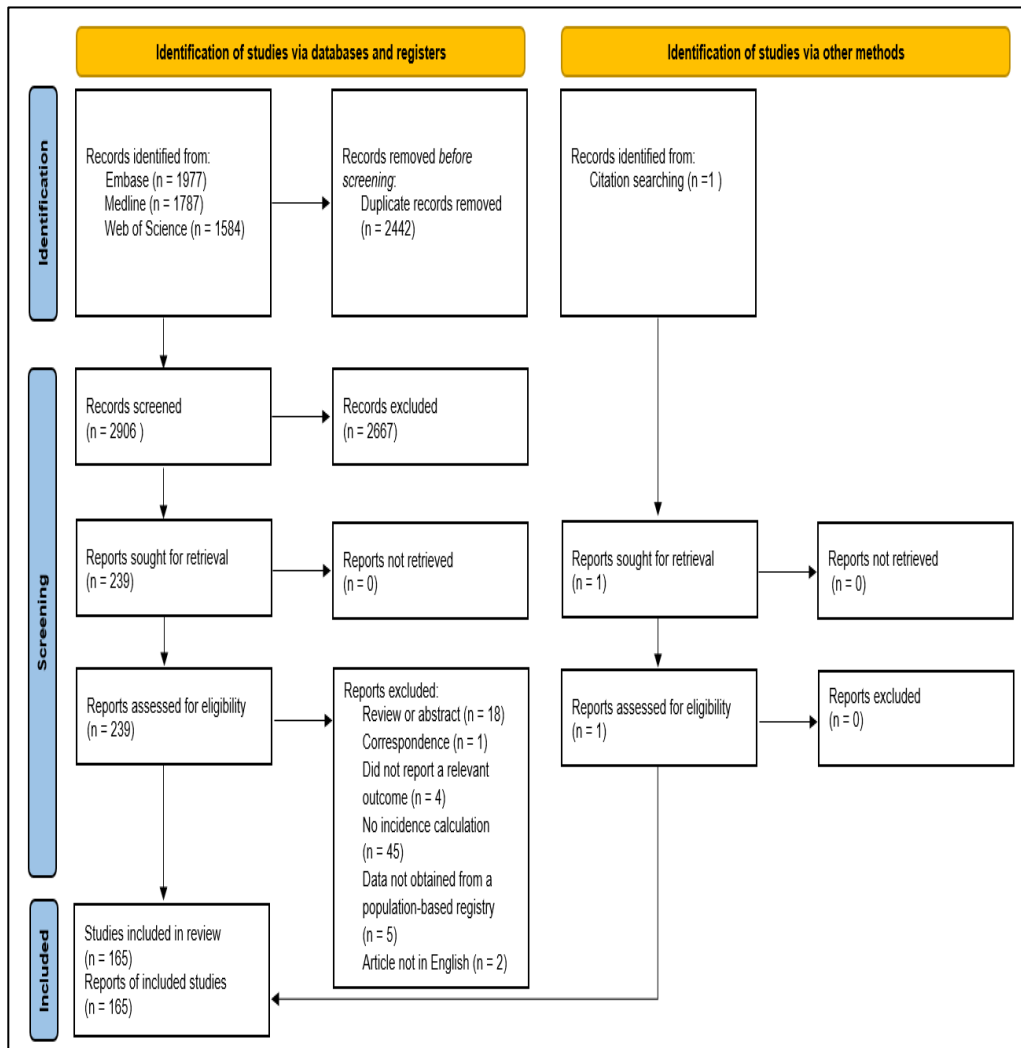 Identification of studies via databases and registers
Identification of studies via other methods
Identification
Records identified from:
Embase (n = 1977)
Medline (n = 1787)
Web of Science (n = 1584)
Records removed before
screening:
Duplicate records removed
(n = 2442)
Records identified from:
Citation searching (n =1 )
Screening
Records screened
(n = 2906 )
Records excluded
(n = 2667)
Reports sought for retrieval
(n = 239)
Reports not retrieved
(n = 0)
Reports sought for retrieval
(n = 1)
Reports not retrieved
(n = 0)
Reports assessed for eligibility
(n = 239)
Reports excluded:
Review or abstract (n = 18)
Correspondence (n = 1)
Did not report a relevant
outcome (n = 4)
No incidence calculation
(n = 45)
Data not obtained from a
population-based registry
(n = 5)
Article not in English (n = 2)
Reports assessed for eligibility
(n = 1)
Reports excluded
(n = 0)
Included
Studies included in review
(n = 165)
Reports of included studies
(n = 165)